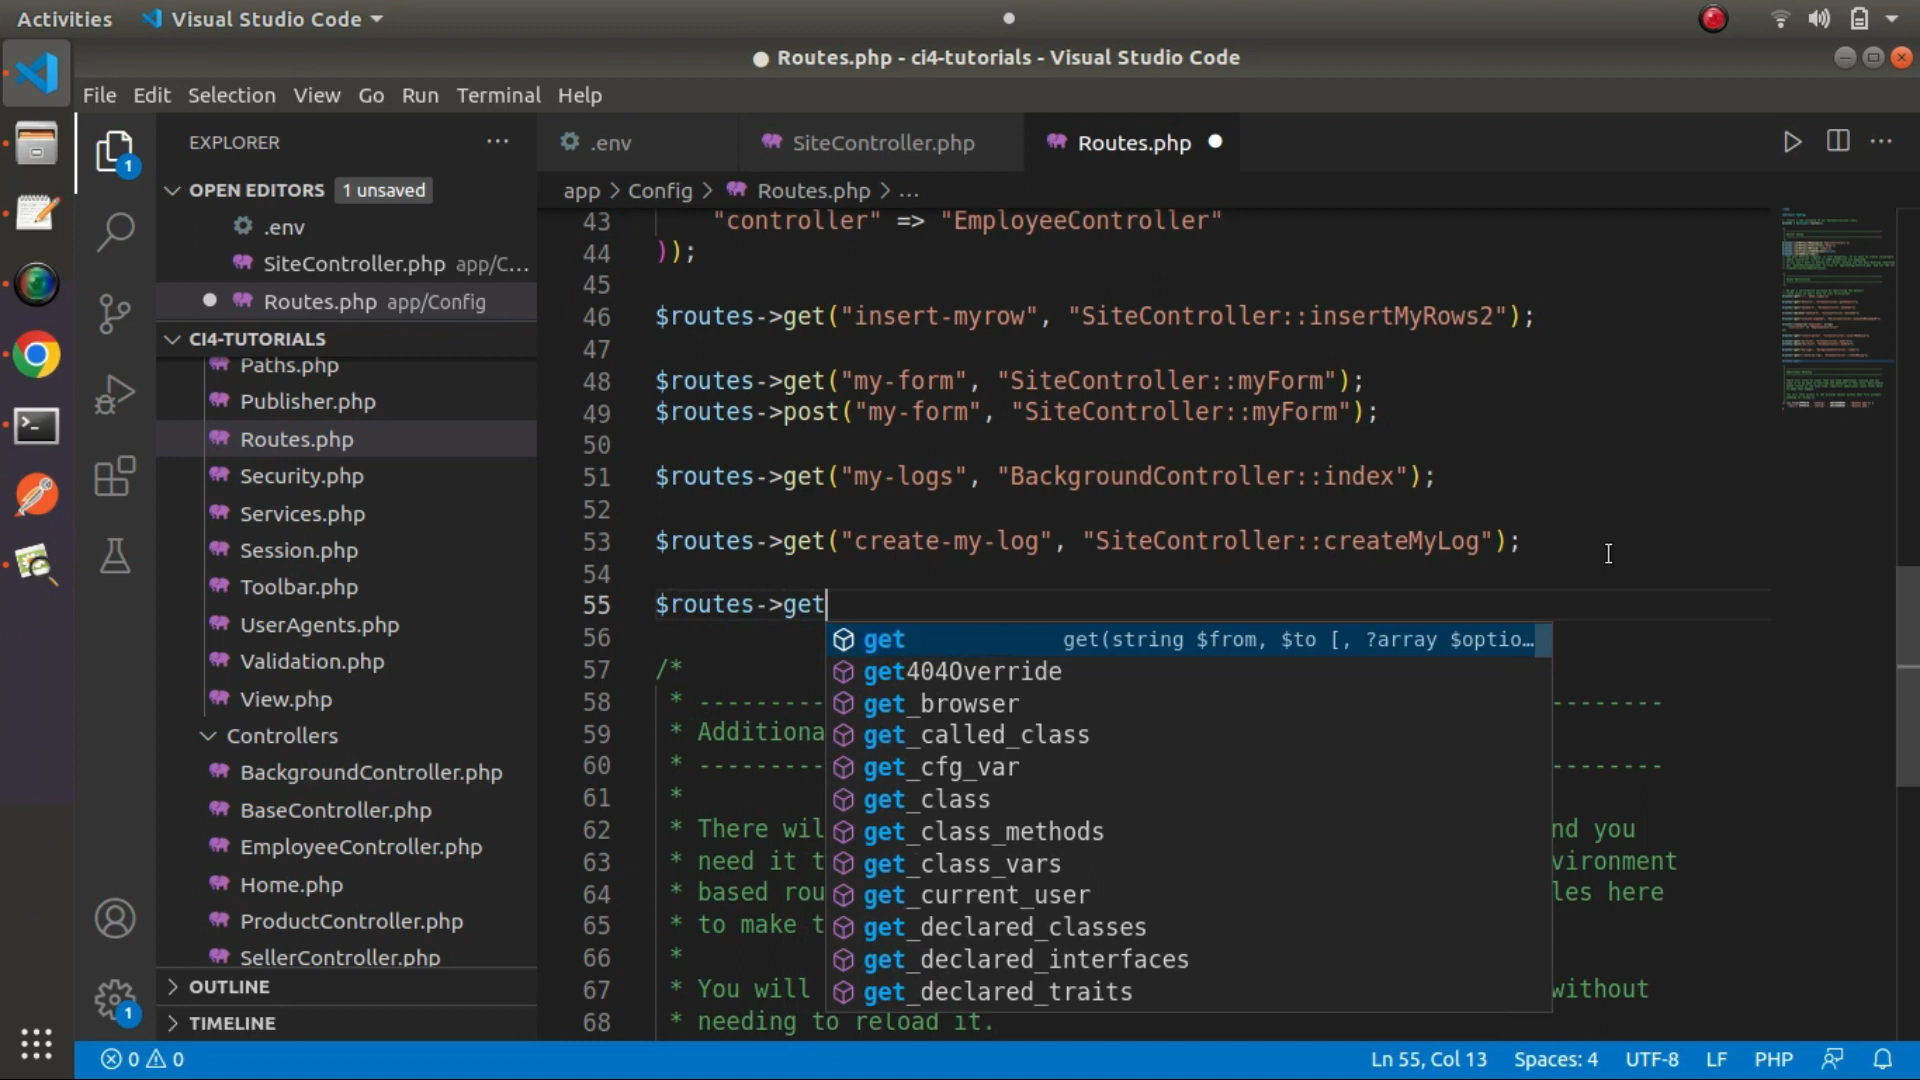 Activities
Visual Studio Code
Routes.php - ci4-tutorials - Visual Studio Code
File Edit Selection View Go Run Terminal Help
EXPLORER
1
OPEN EDITORS 1 unsaved
.env
SiteController.php app/C...
Routes.php app/Config
CI4-TUTORIALS
Paths.php
Publisher.php
Routes.php
Security.php
Services.php
Session.php
Toolbar.php
UserAgents.php
Validation.php
View.php
Controllers
BackgroundController.php
BaseController.php
EmployeeController.php
Home.php
ProductController.php
SellerController.php
OUTLINE
TIMELINE
1
.env SiteController.php Routes.php
app > Config > Routes.php > ...
43 "controller" => "EmployeeController"
44 ));
45
46 $routes->get("insert-myrow", "SiteController::insertMyRows2");
47
48 $routes->get("my-form", "SiteController::myForm");
49 $routes->post("my-form", "SiteController::myForm");
50
51 $routes->get("my-logs", "BackgroundController::index");
52
53 $routes->get("create-my-log", "SiteController::createMyLog");
54
55 $routes->get
56
57 /*
58 * --------- --------
59 * Additiona
60 * --------- --------
61 *
62 * There wil nd you
63 * need it t vironment
64 * based rou les here
65 * to make t
66 *
67 * You will without
68 * needing to reload it.
get get(string $from, $to [, ?array $optio...
get404Override
get_browser
get_called_class
get_cfg_var
get_class
get_class_methods
get_class_vars
get_current_user
get_declared_classes
get_declared_interfaces
get_declared_traits
0 0 Ln 55, Col 13 Spaces: 4 UTF-8 LF PHP